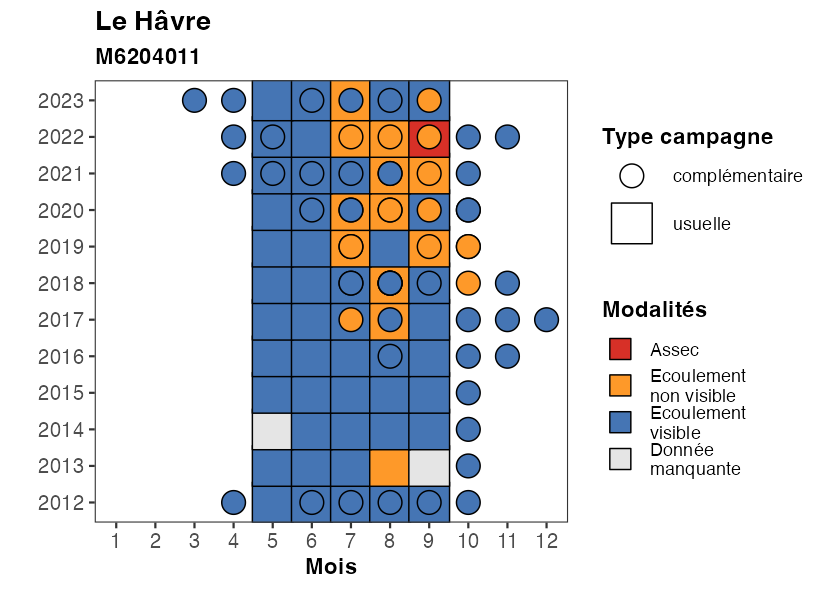 Le Hâvre
M6204011
2023
2022
2021
2020
2019
2018
2017
2016
2015
2014
2013
2012
1 2 3 4 5 6 7 8 9 10 11 12
Mois
Type campagne
complémentaire
usuelle
Modalités
Assec
Ecoulement
non visible
Ecoulement
visible
Donnée
manquante